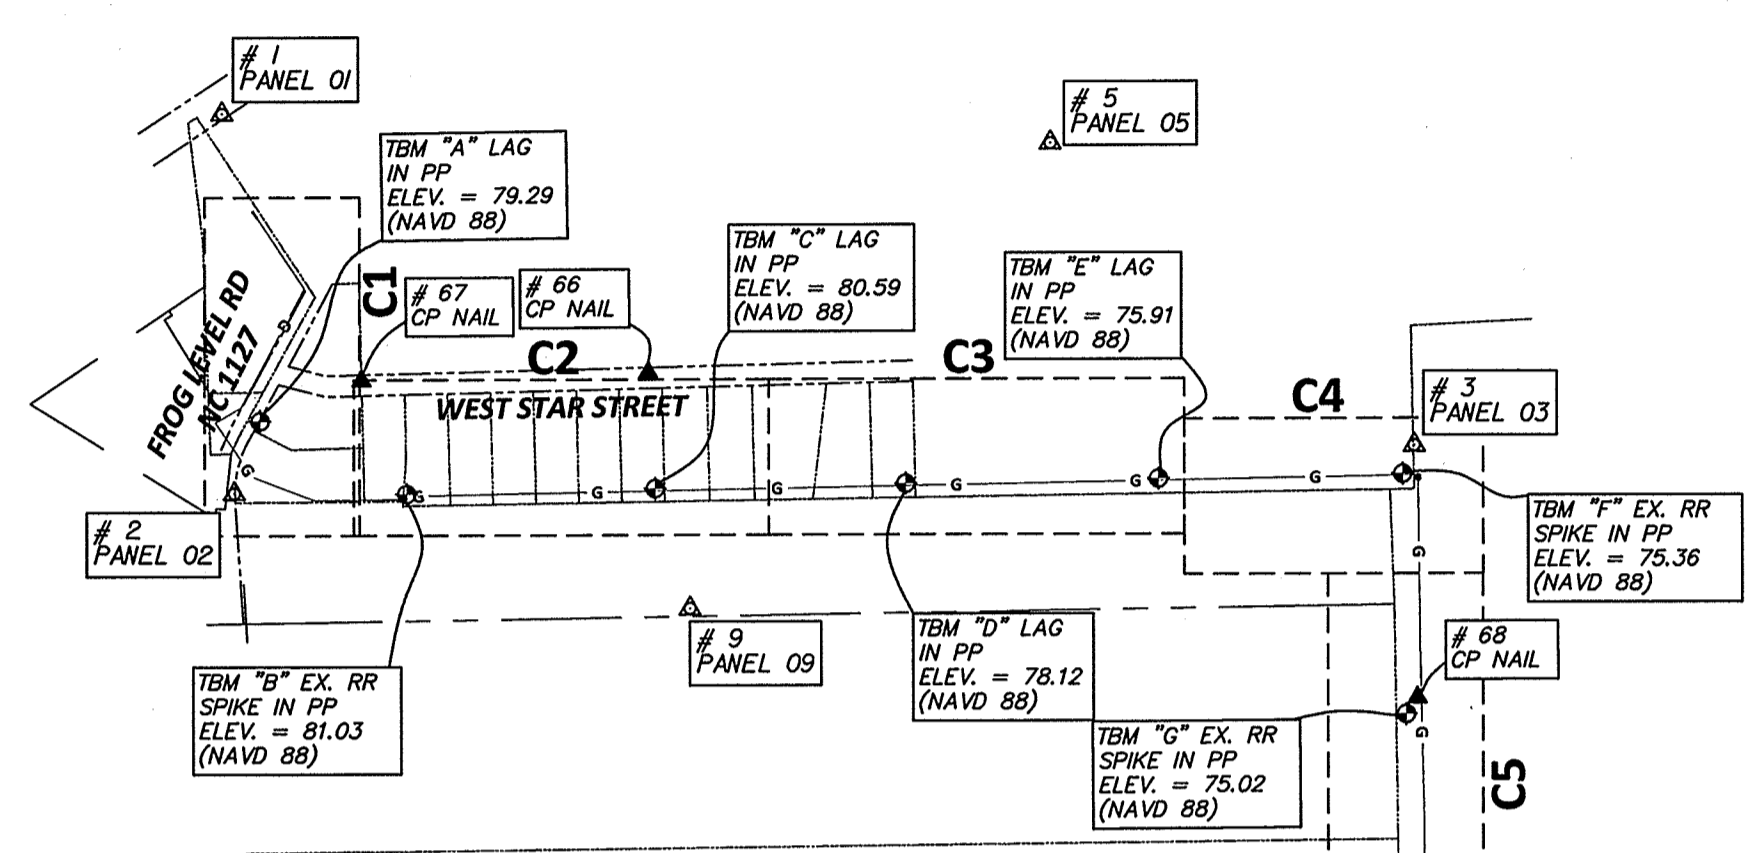 # 1
PANEL 01
# 5
PANEL 05
TBM "A" LAG
IN PP
ELEV. = 79.29
(NAVD 88)
TBM "C" LAG
IN PP
ELEV. = 80.59
(NAVD 88)
TBM "E" LAG
IN PP
ELEV. = 75.91
(NAVD 88)
C1
# 67
CP NAIL
# 66
CP NAIL
FROG LEVEL RD
NC 1127
C2
C3
C4
WEST STAR STREET
# 3
PANEL 03
G
G
G
G
G
G
G
G
# 2
PANEL 02
TBM "F" EX. RR
SPIKE IN PP
ELEV. = 75.36
(NAVD 88)
G
# 9
PANEL 09
TBM "D" LAG
IN PP
ELEV. = 78.12
(NAVD 88)
# 68
CP NAIL
TBM "B" EX. RR
SPIKE IN PP
ELEV. = 81.03
(NAVD 88)
TBM "G" EX. RR
SPIKE IN PP
ELEV. = 75.02
(NAVD 88)
G
C5